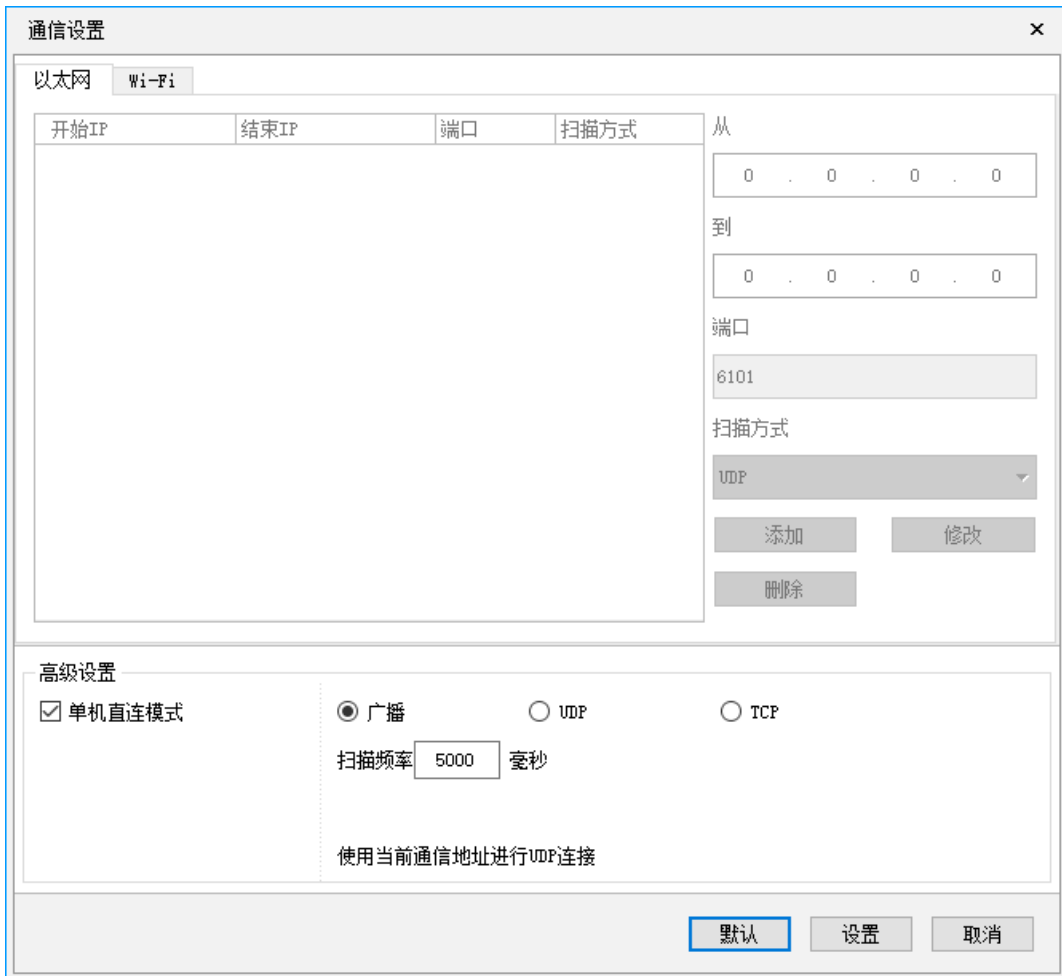 通信设置
以太网 Wi-Fi
开始IP 结束IP 端口 扫描方式
从
0 . 0 . 0 . 0
到
0 . 0 . 0 . 0
端口
6101
扫描方式
UDP
添加 修改
删除
高级设置
单机直连模式 广播 UDP TCP
扫描频率 5000 毫秒
使用当前通信地址进行UDP连接
默认 设置 取消